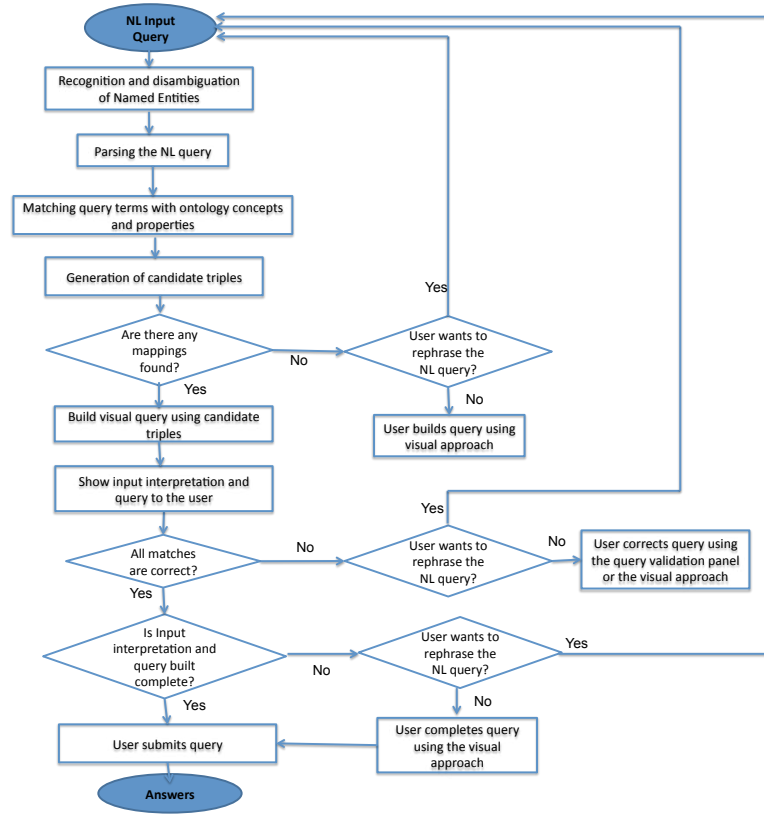 NL Input
Query
Recognition and disambiguation
of Named Entities
Parsing the NL query
Matching query terms with ontology concepts
and properties
Generation of candidate triples
Yes
Are there any
mappings
found?
No
User wants to
rephrase the
NL query?
Yes
No
Build visual query using candidate
triples
User builds query using
visual approach
Show input interpretation and
query to the user
Yes
All matches
are correct?
No
User wants to
rephrase the
NL query?
No
User corrects query using
the query validation panel
or the visual approach
Yes
Is Input
interpretation and
query built
complete?
No
User wants to
rephrase the
NL query?
Yes
Yes
No
User submits query
User completes query
using the visual
approach
Answers